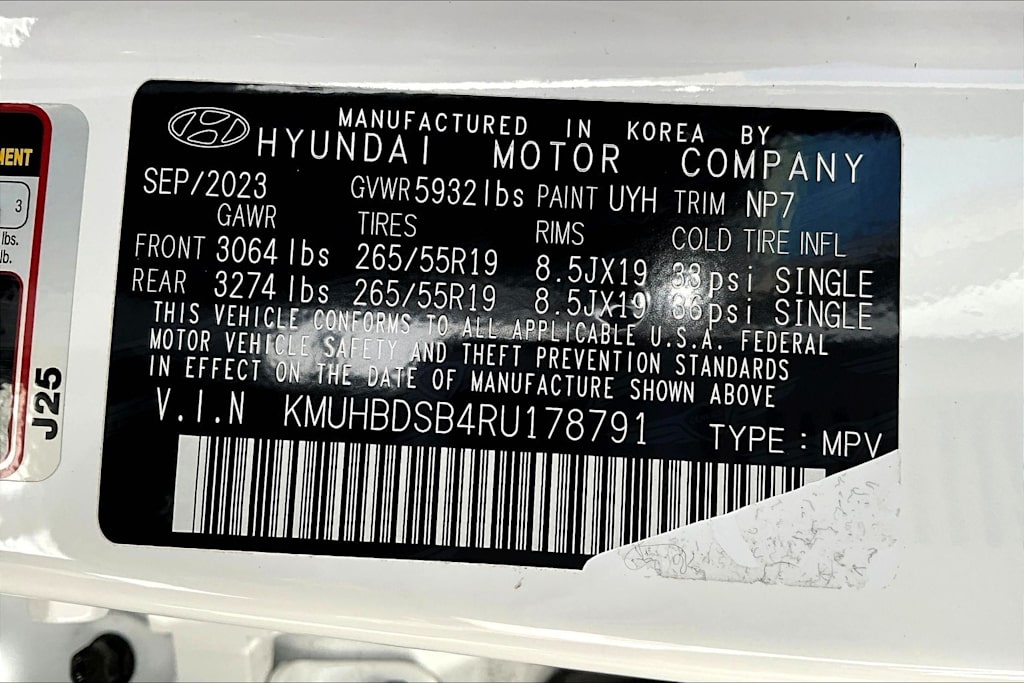 MANUFACTURED IN KOREA BY
HYUNDAI MOTOR COMPANY
SEP/2023 GVWR 5932 lbs PAINT UYH TRIM NP7
GAWR TIRES RIMS COLD TIRE INFL
FRONT 3064 lbs 265/55R19 8.5JX19 33psi SINGLE
REAR 3274 lbs 265/55R19 8.5JX19 36psi SINGLE
THIS VEHICLE CONFORMS TO ALL APPLICABLE U.S.A. FEDERAL
MOTOR VEHICLE SAFETY AND THEFT PREVENTION STANDARDS
IN EFFECT ON THE DATE OF MANUFACTURE SHOWN ABOVE
V.I.N KMUHBDSB4RU178791 TYPE : MPV
3
lbs.
lb.
J25